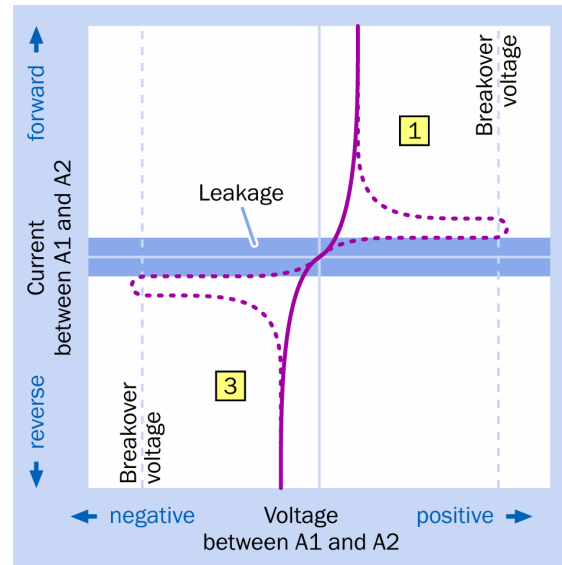 forward
Current
between A1 and A2
reverse
Breakover
voltage
1
Leakage
3
Breakover
voltage
negative
Voltage
between A1 and A2
positive